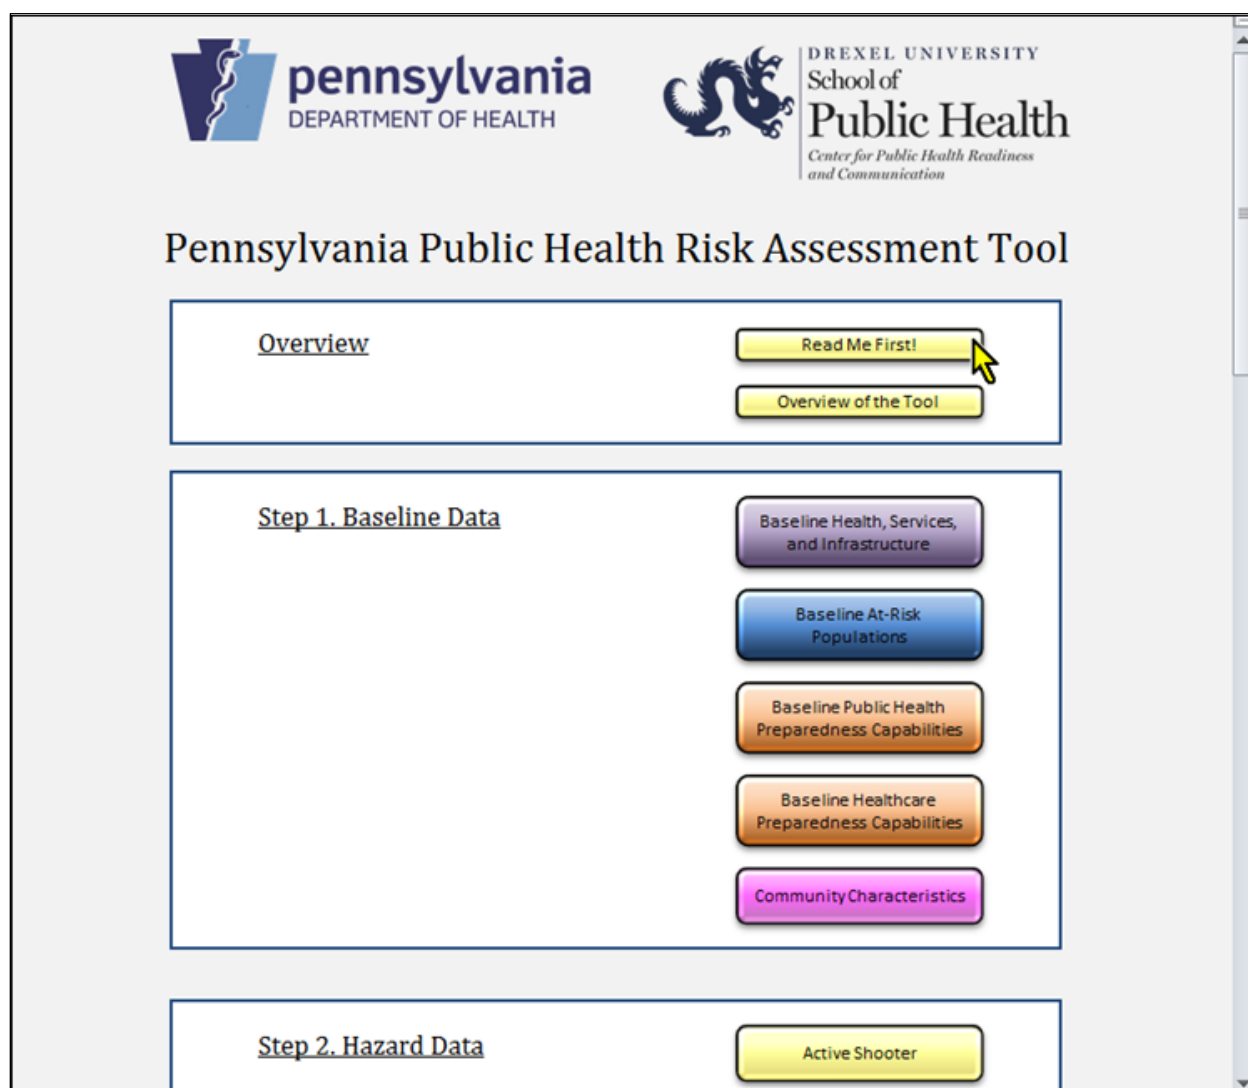 pennsylvania
DEPARTMENT OF HEALTH
DREXEL UNIVERSITY
School of
Public Health
Center for Public Health Readiness
and Communication
Pennsylvania Public Health Risk Assessment Tool
Overview
Read Me First!
Overview of the Tool
Step 1. Baseline Data
Baseline Health, Services,
and Infrastructure
Baseline At-Risk
Populations
Baseline Public Health
Preparedness Capabilities
Baseline Healthcare
Preparedness Capabilities
Community Characteristics
Step 2. Hazard Data
Active Shooter